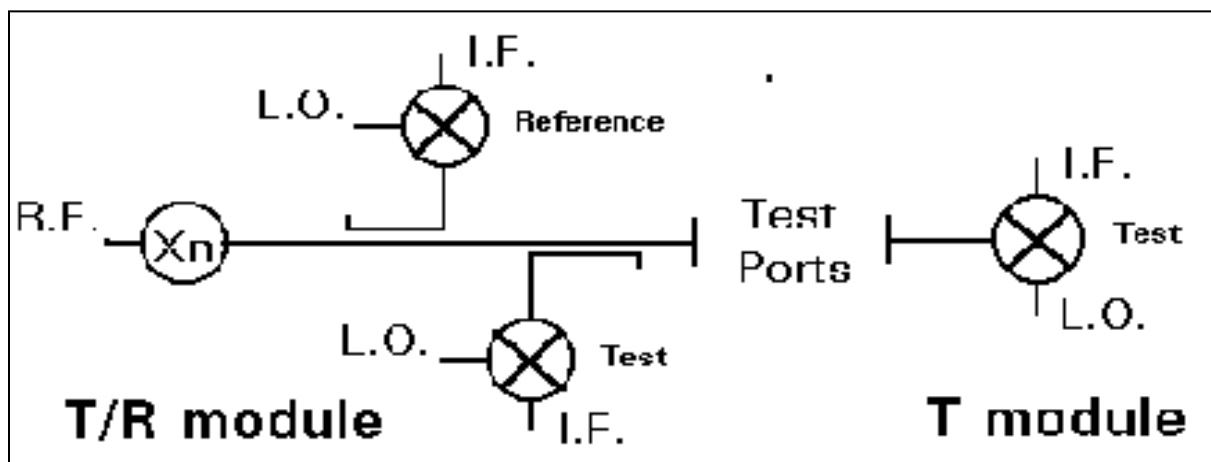 I.F.
L.O.
Reference
R.F.
Xn
Test
Ports
I.F.
Test
L.O.
L.O.
Test
I.F.
T/R module
T module